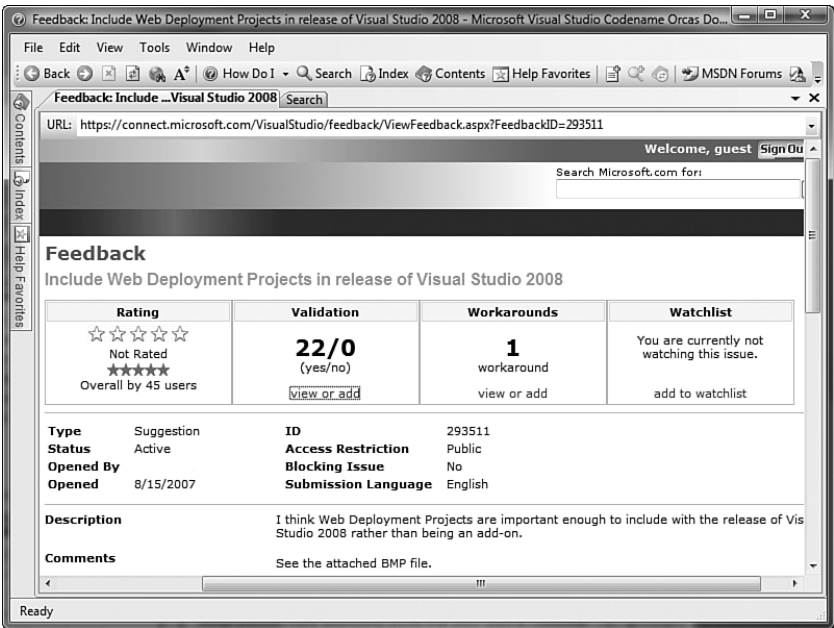 Feedback: Include Web Deployment Projects in release of Visual Studio 2008 - Microsoft Visual Studio Codename Orcas Do...
File Edit View Tools Window Help
Back How Do I Search Index Contents Help Favorites MSDN Forums
Feedback: Include ...Visual Studio 2008 Search
Contents
Index
Help Favorites
URL: https://connect.microsoft.com/VisualStudio/feedback/ViewFeedback.aspx?FeedbackID=293511
Welcome, guest Sign Ou
Search Microsoft.com for:
Feedback
Include Web Deployment Projects in release of Visual Studio 2008
Rating Validation Workarounds Watchlist
Not Rated
Overall by 45 users
22/0
(yes/no)
view or add
1
workaround
view or add
You are currently not
watching this issue.
add to watchlist
Type Suggestion ID 293511
Status Active Access Restriction Public
Opened By Blocking Issue No
Opened 8/15/2007 Submission Language English
Description I think Web Deployment Projects are important enough to include with the release of Vis
Studio 2008 rather than being an add-on.
Comments See the attached BMP file.
Ready